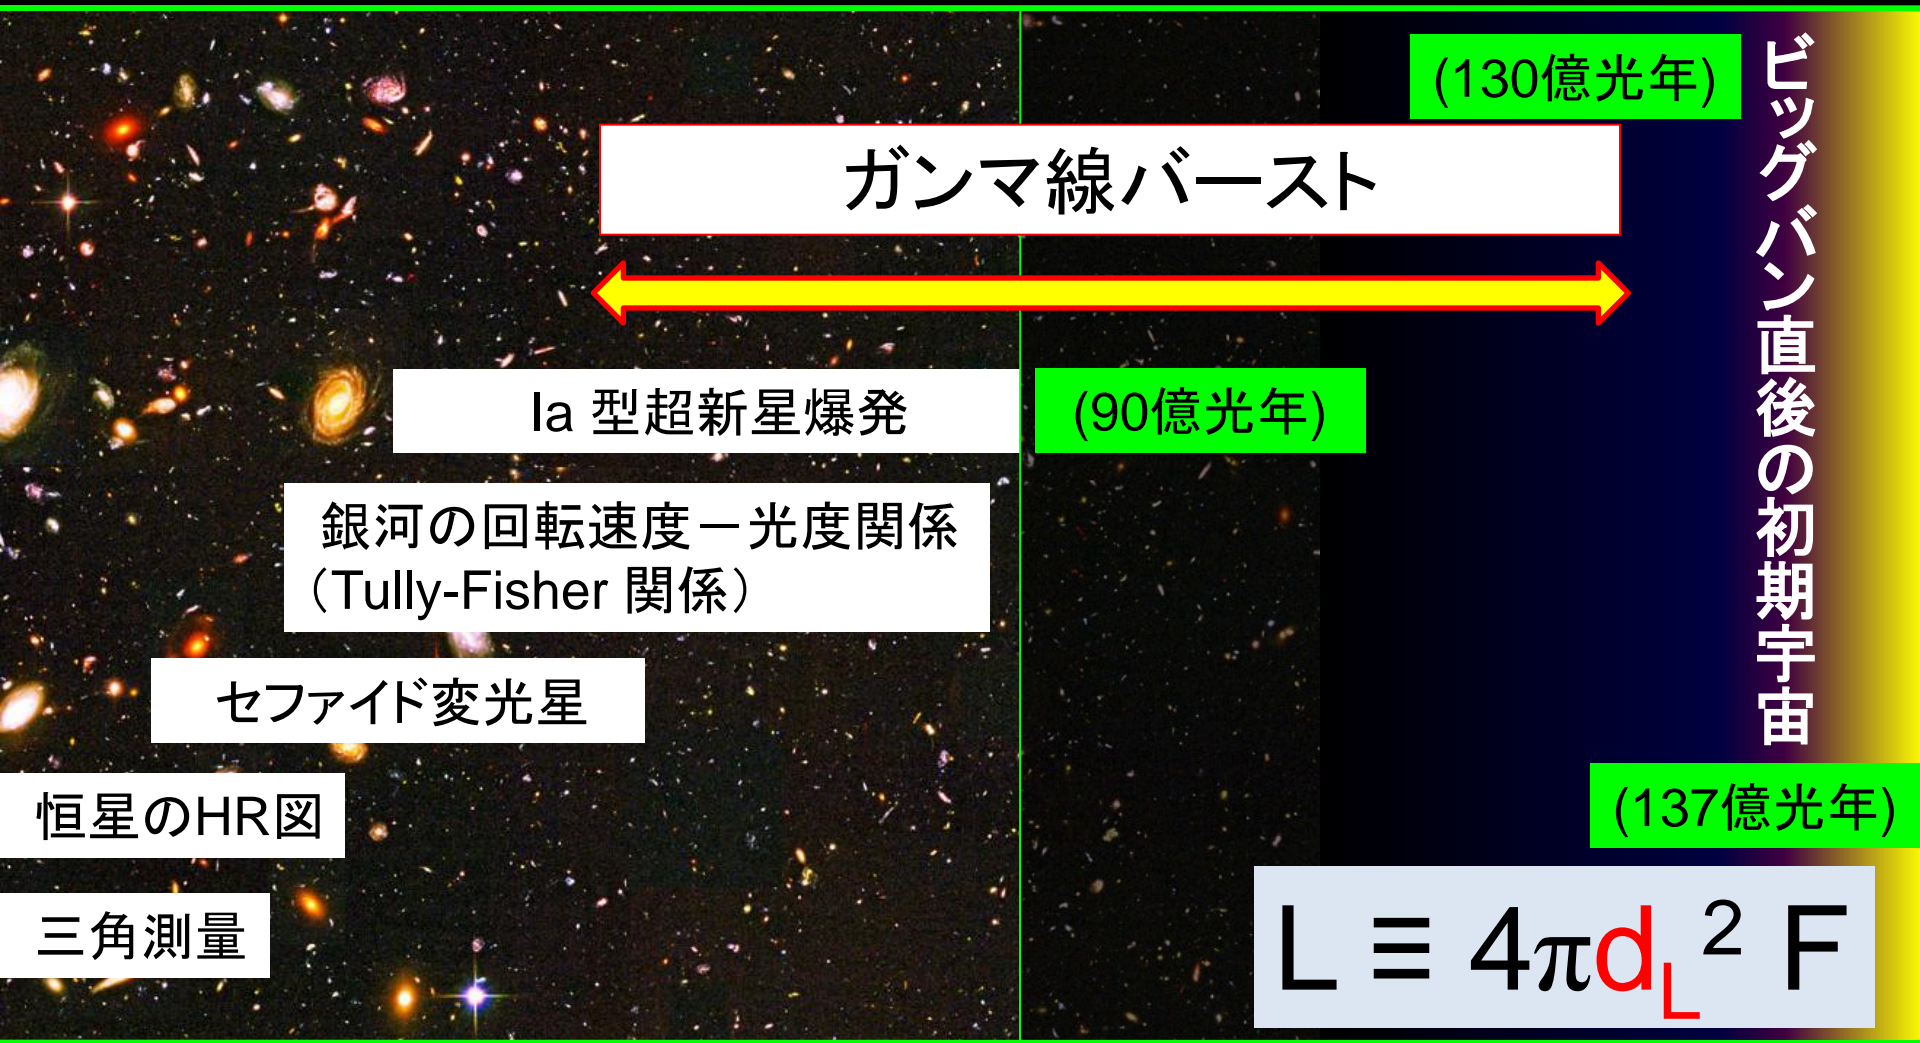 (130億光年)
ガンマ線バースト
ビッグバン直後の初期宇宙
Ia 型超新星爆発
(90億光年)
銀河の回転速度－光度関係
（Tully-Fisher 関係）
セファイド変光星
恒星のHR図
(137億光年)
三角測量
L ≡ 4πd_L² F